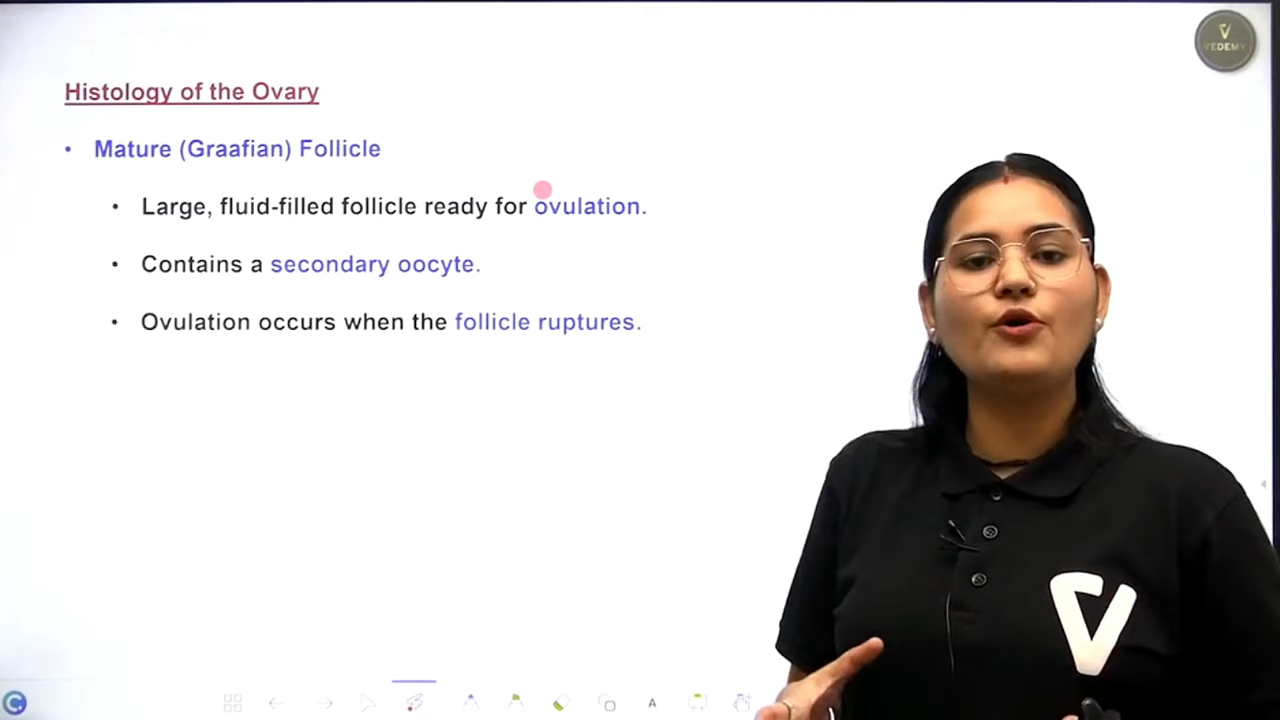 VEDEMY
Histology of the Ovary
• Mature (Graafian) Follicle
• Large, fluid-filled follicle ready for ovulation.
• Contains a secondary oocyte.
• Ovulation occurs when the follicle ruptures.